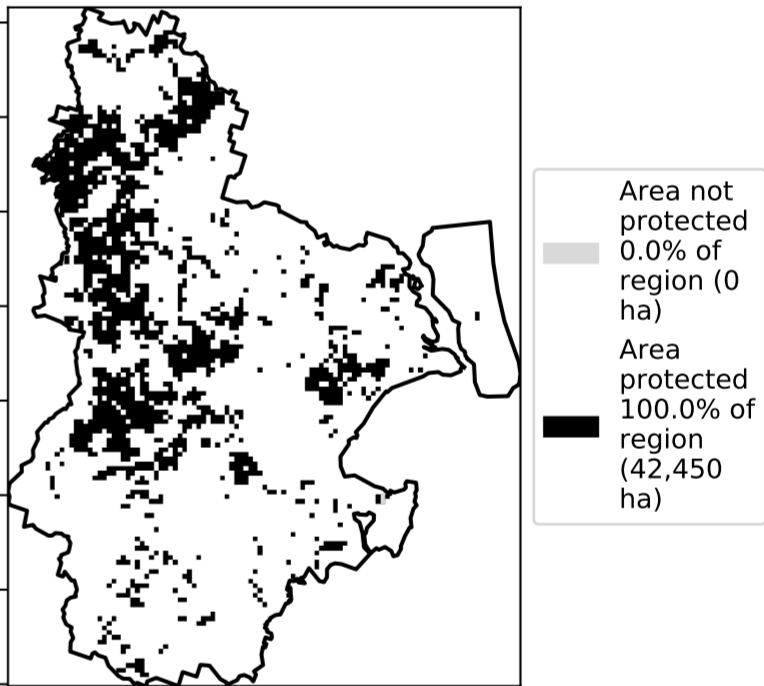 Area not
protected
0.0% of
region (0
ha)
Area
protected
100.0% of
region
(42,450
ha)